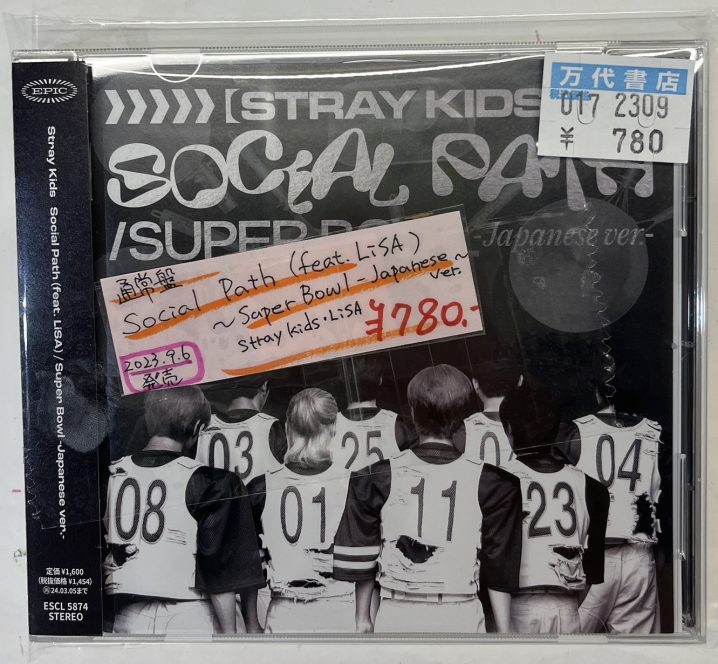 EPIC
Stray Kids Social Path (feat. LiSA) / Super Bowl -Japanese ver.-
定価 ¥1,600
(税抜価格 ¥1,454)
24.03.05まで
ESCL 5874
STEREO
[STRAY KIDS
SOCIAL PATH
/SUPER
-Japanese ver.-
万代書店
017 2309
¥ 780
通常盤
Social Path (feat. LiSA)
~Super Bowl-Japanese~
ver.
stray kids・LiSA
¥780.-
2023.9.6
発売
03
25
04
08
01
11
23